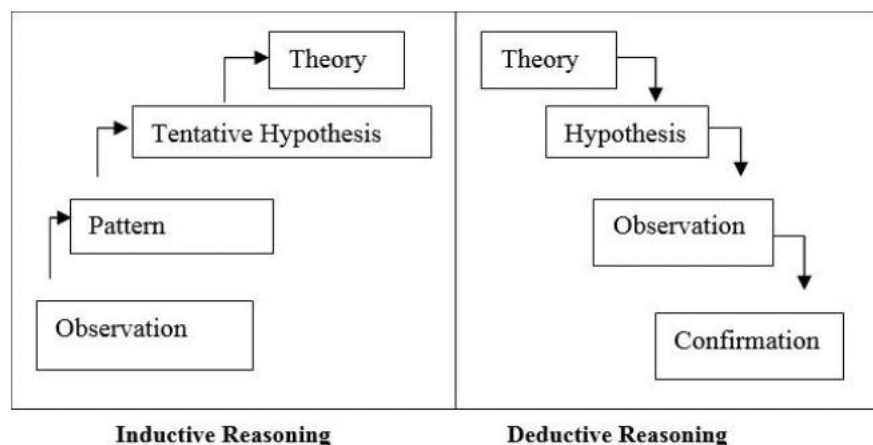 Theory
Tentative Hypothesis
Pattern
Observation
Inductive Reasoning
Theory
Hypothesis
Observation
Confirmation
Deductive Reasoning